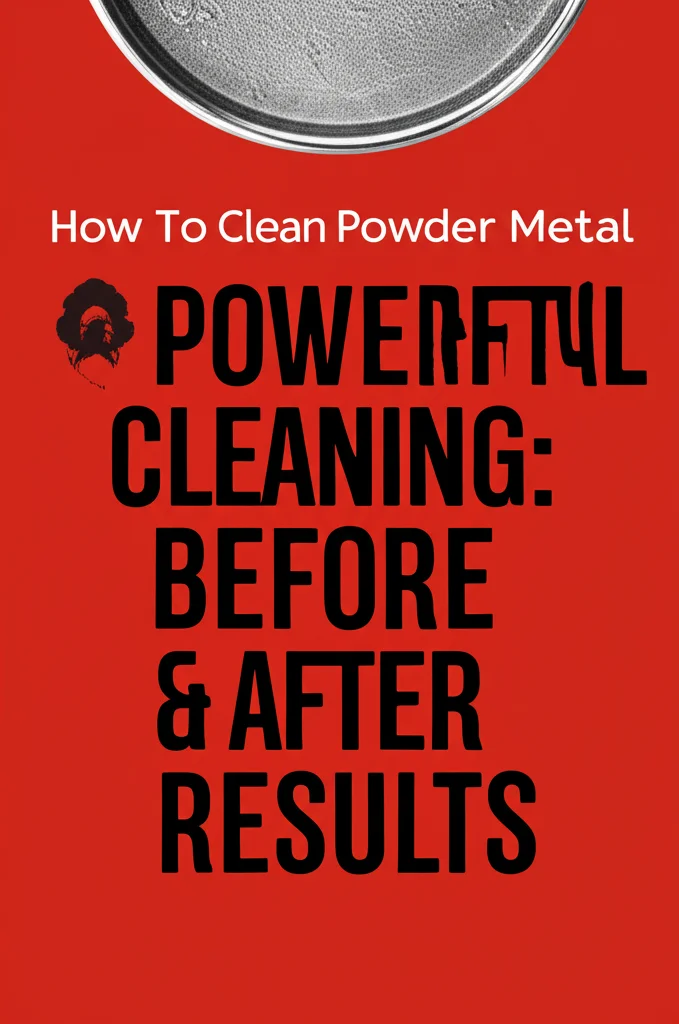 How To Clean Powder Metal
CLEANING:
BEFORE
& AFTER
RESULTS